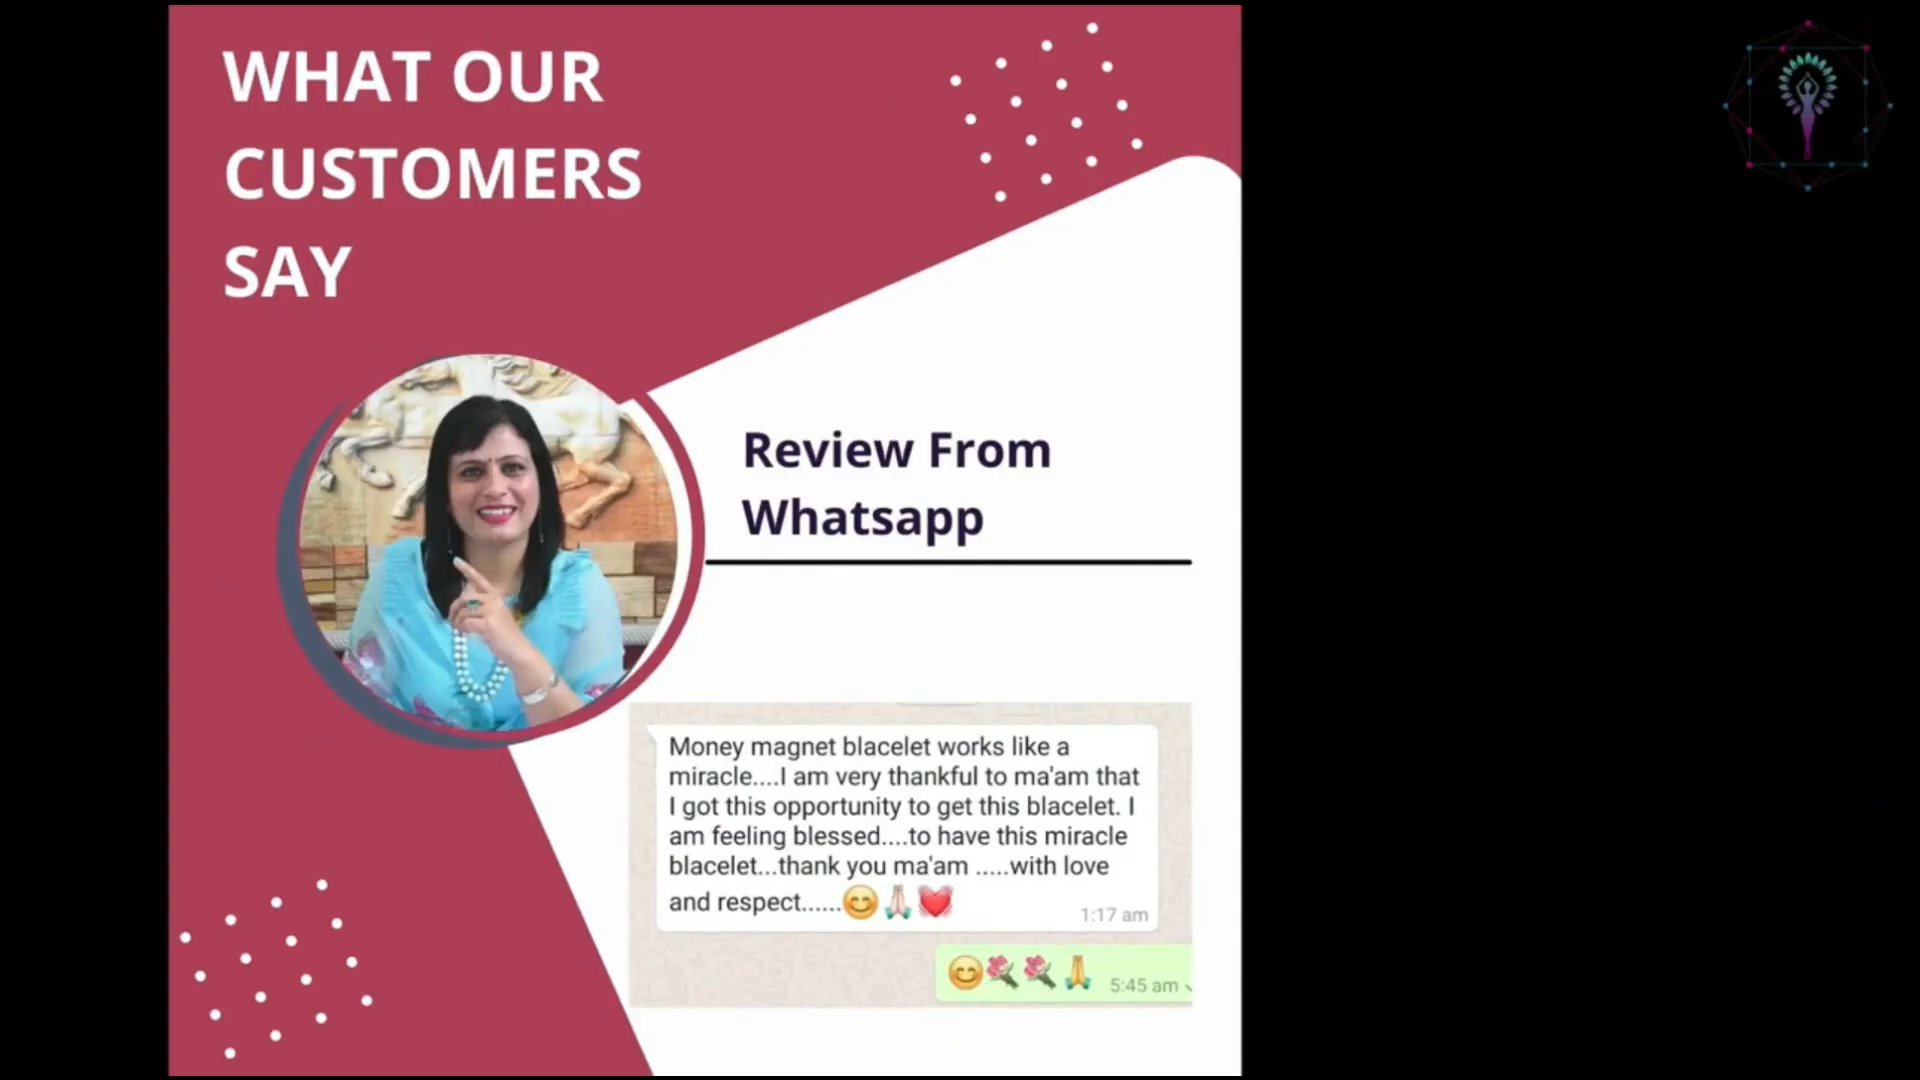 WHAT OUR
CUSTOMERS
SAY
Review From
Whatsapp
Money magnet blacelet works like a
miracle....I am very thankful to ma'am that
I got this opportunity to get this blacelet. I
am feeling blessed....to have this miracle
blacelet...thank you ma'am .....with love
and respect......😊🙏🏻💓
1:17 am
😊💐💐🙏 5:45 am